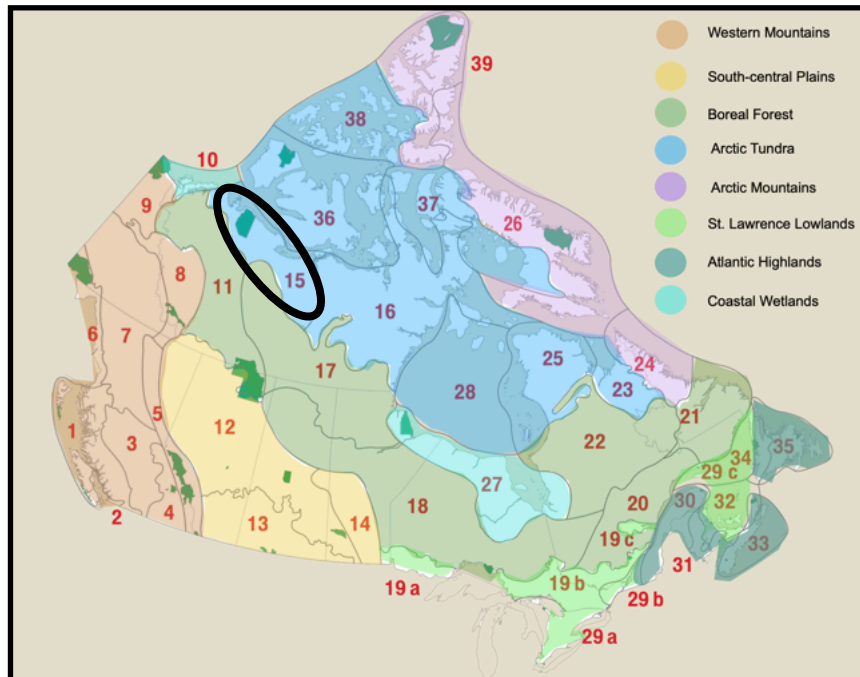 Western Mountains
South-central Plains
Boreal Forest
Arctic Tundra
Arctic Mountains
St. Lawrence Lowlands
Atlantic Highlands
Coastal Wetlands
39
38
10
9
36
37
26
8
15
11
16
6
7
17
25
24
28
23
5
12
1
3
22
21
34
35
29 c
27
32
18
20
30
2
4
13
14
19 c
33
31
19 a
19 b
29 b
29 a